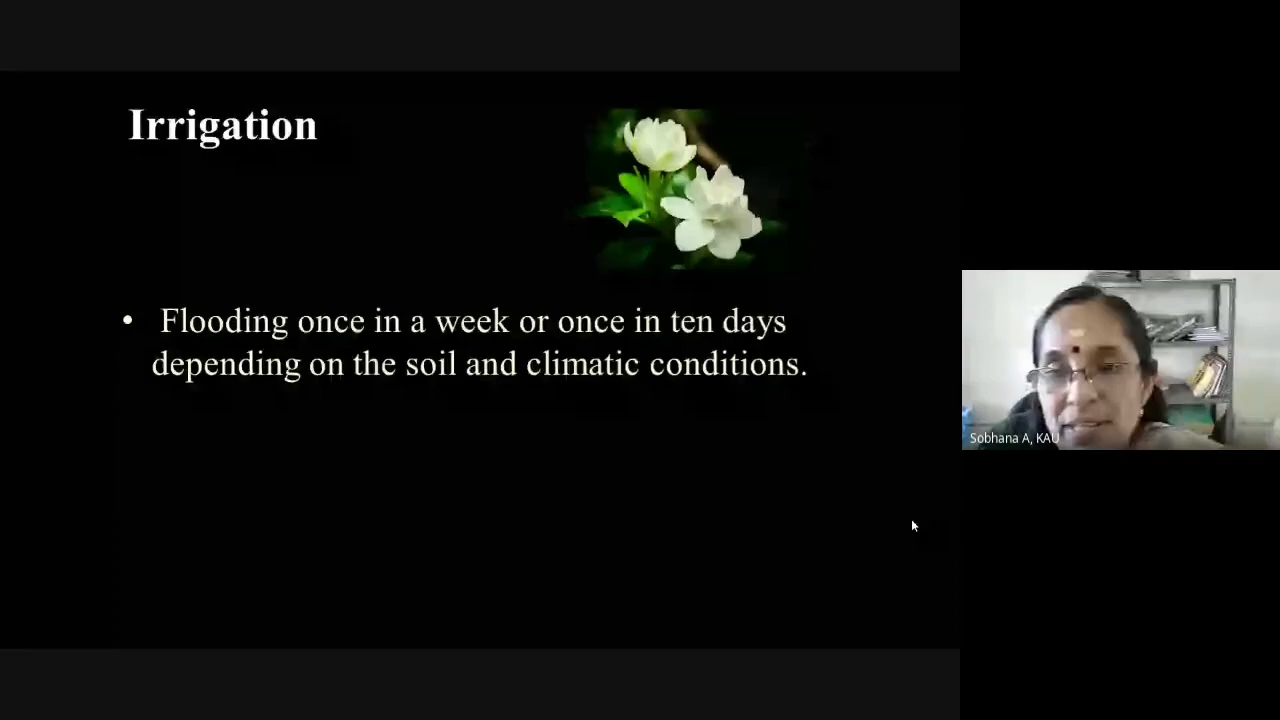 Irrigation
• Flooding once in a week or once in ten days
depending on the soil and climatic conditions.
Sobhana A, KAU